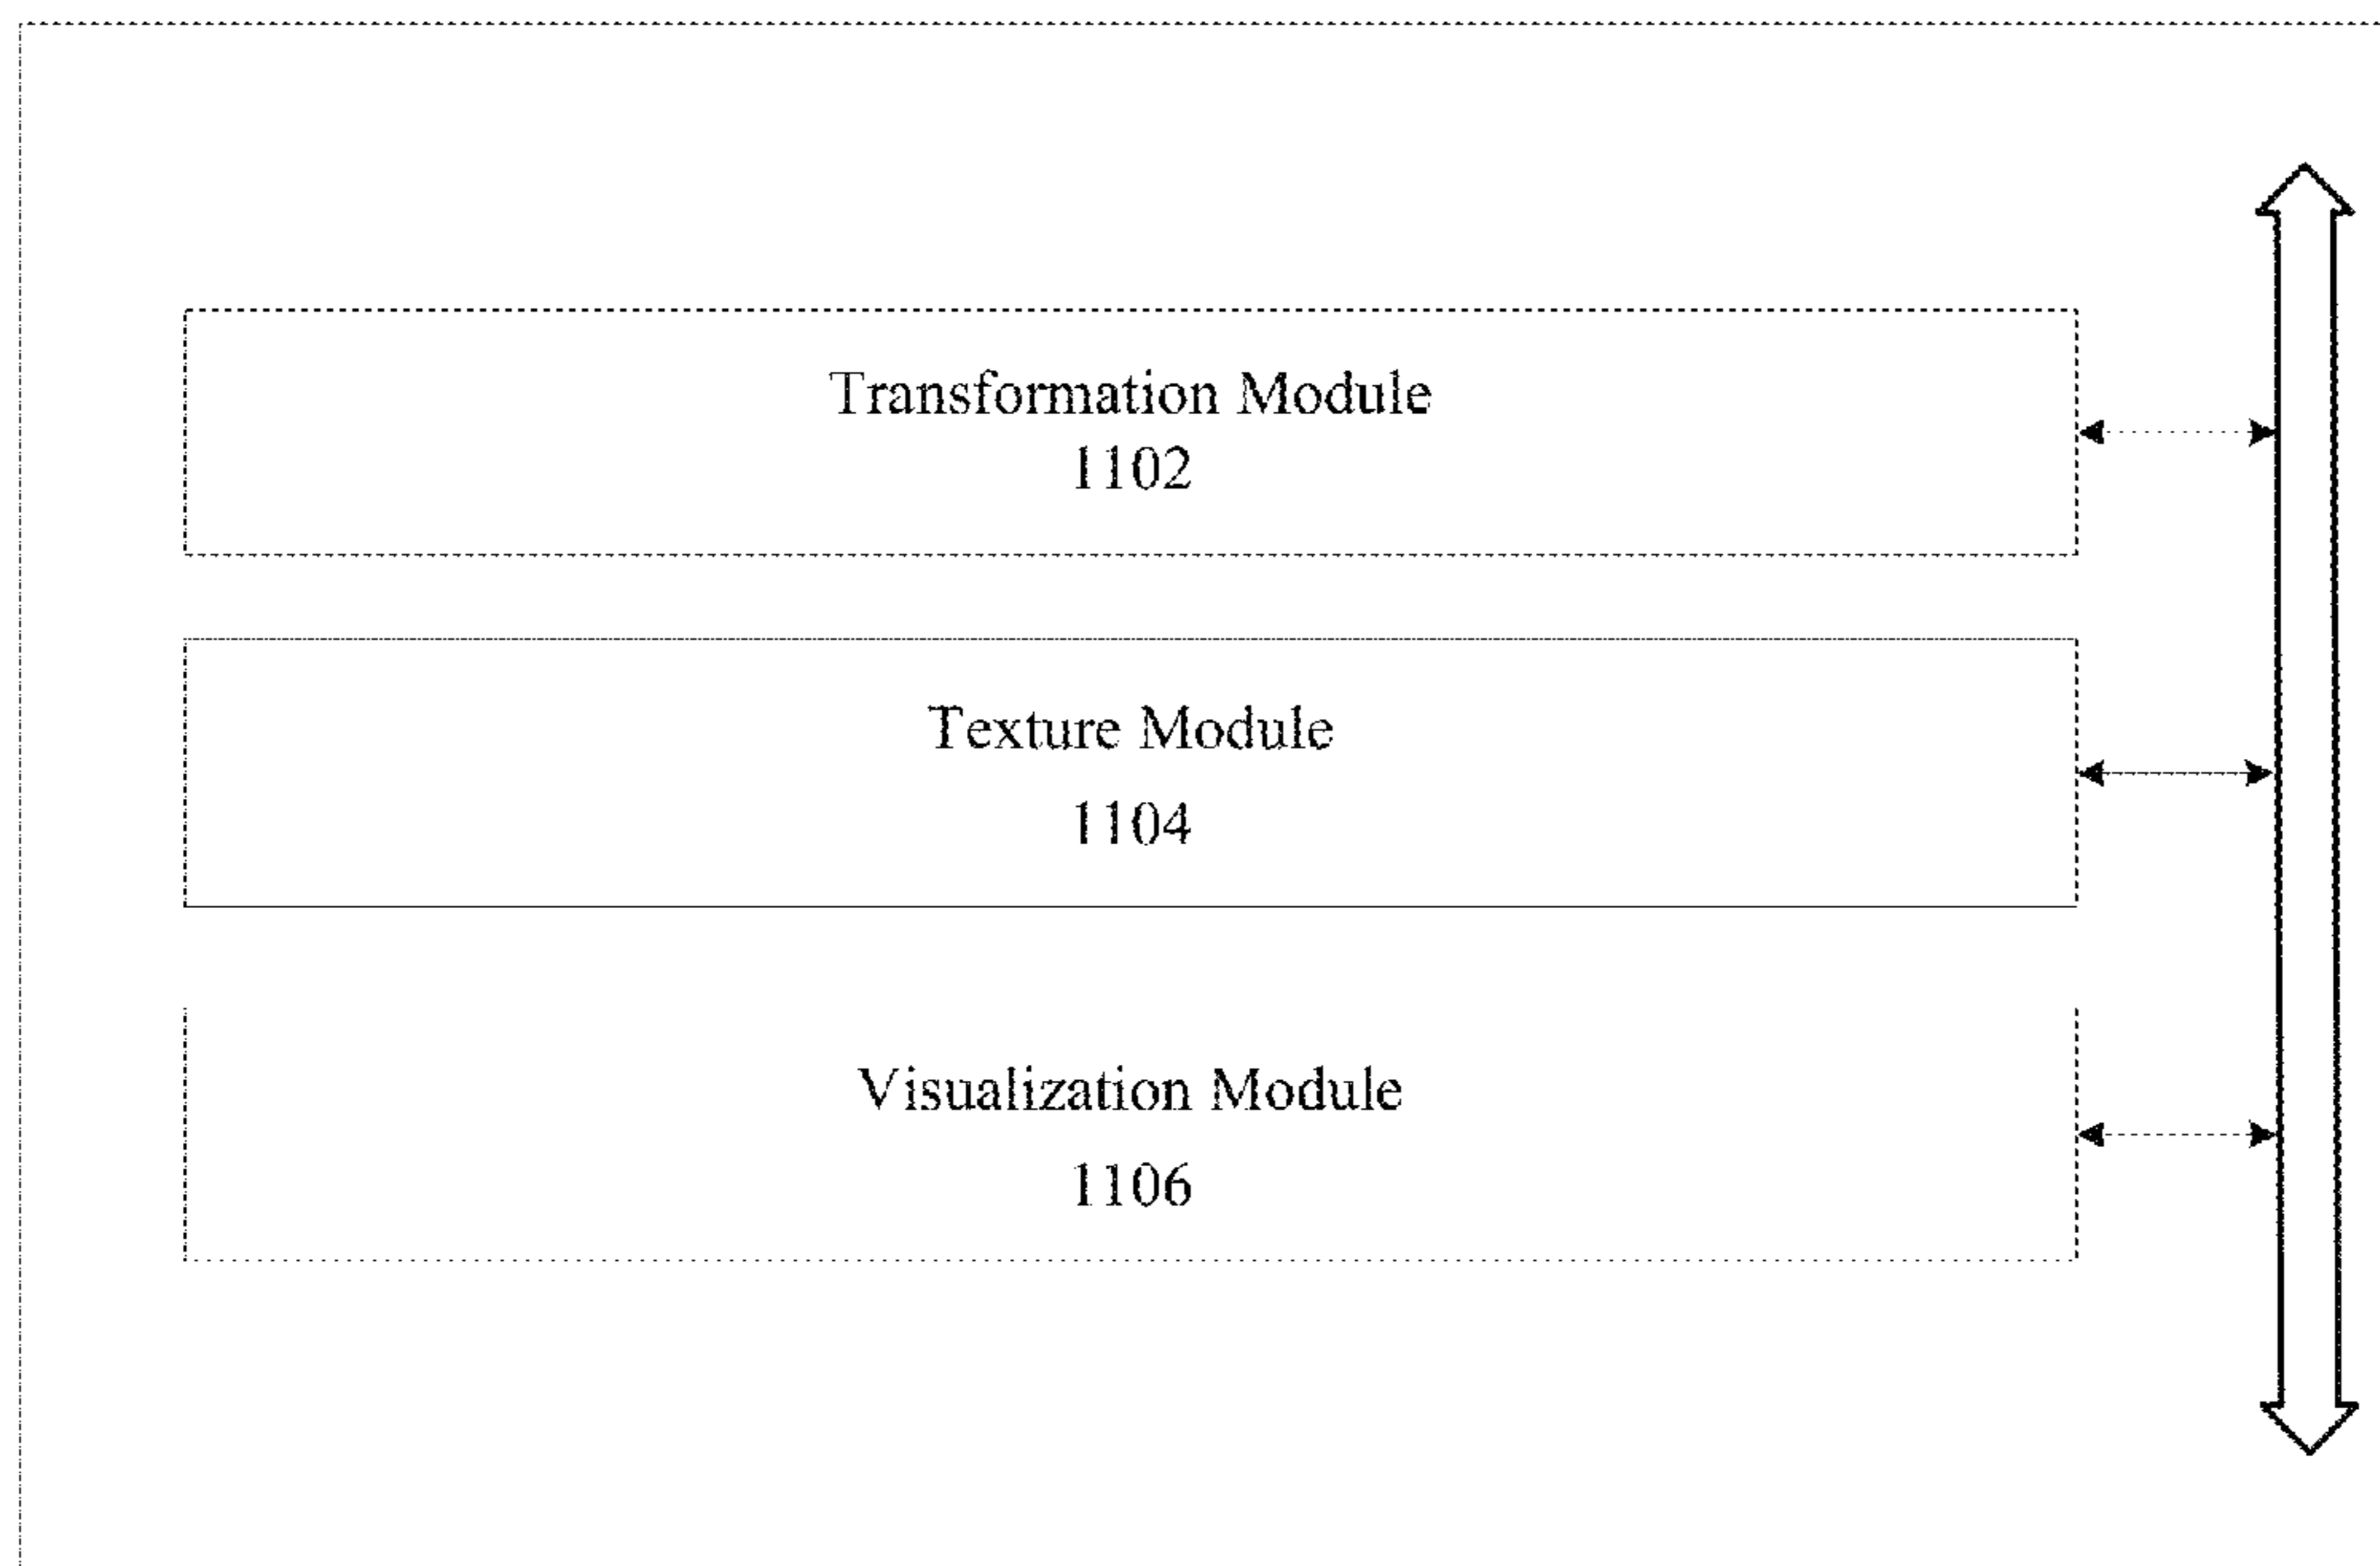 Transformation Module
1102
Texture Module
1104
Visualization Module
1106